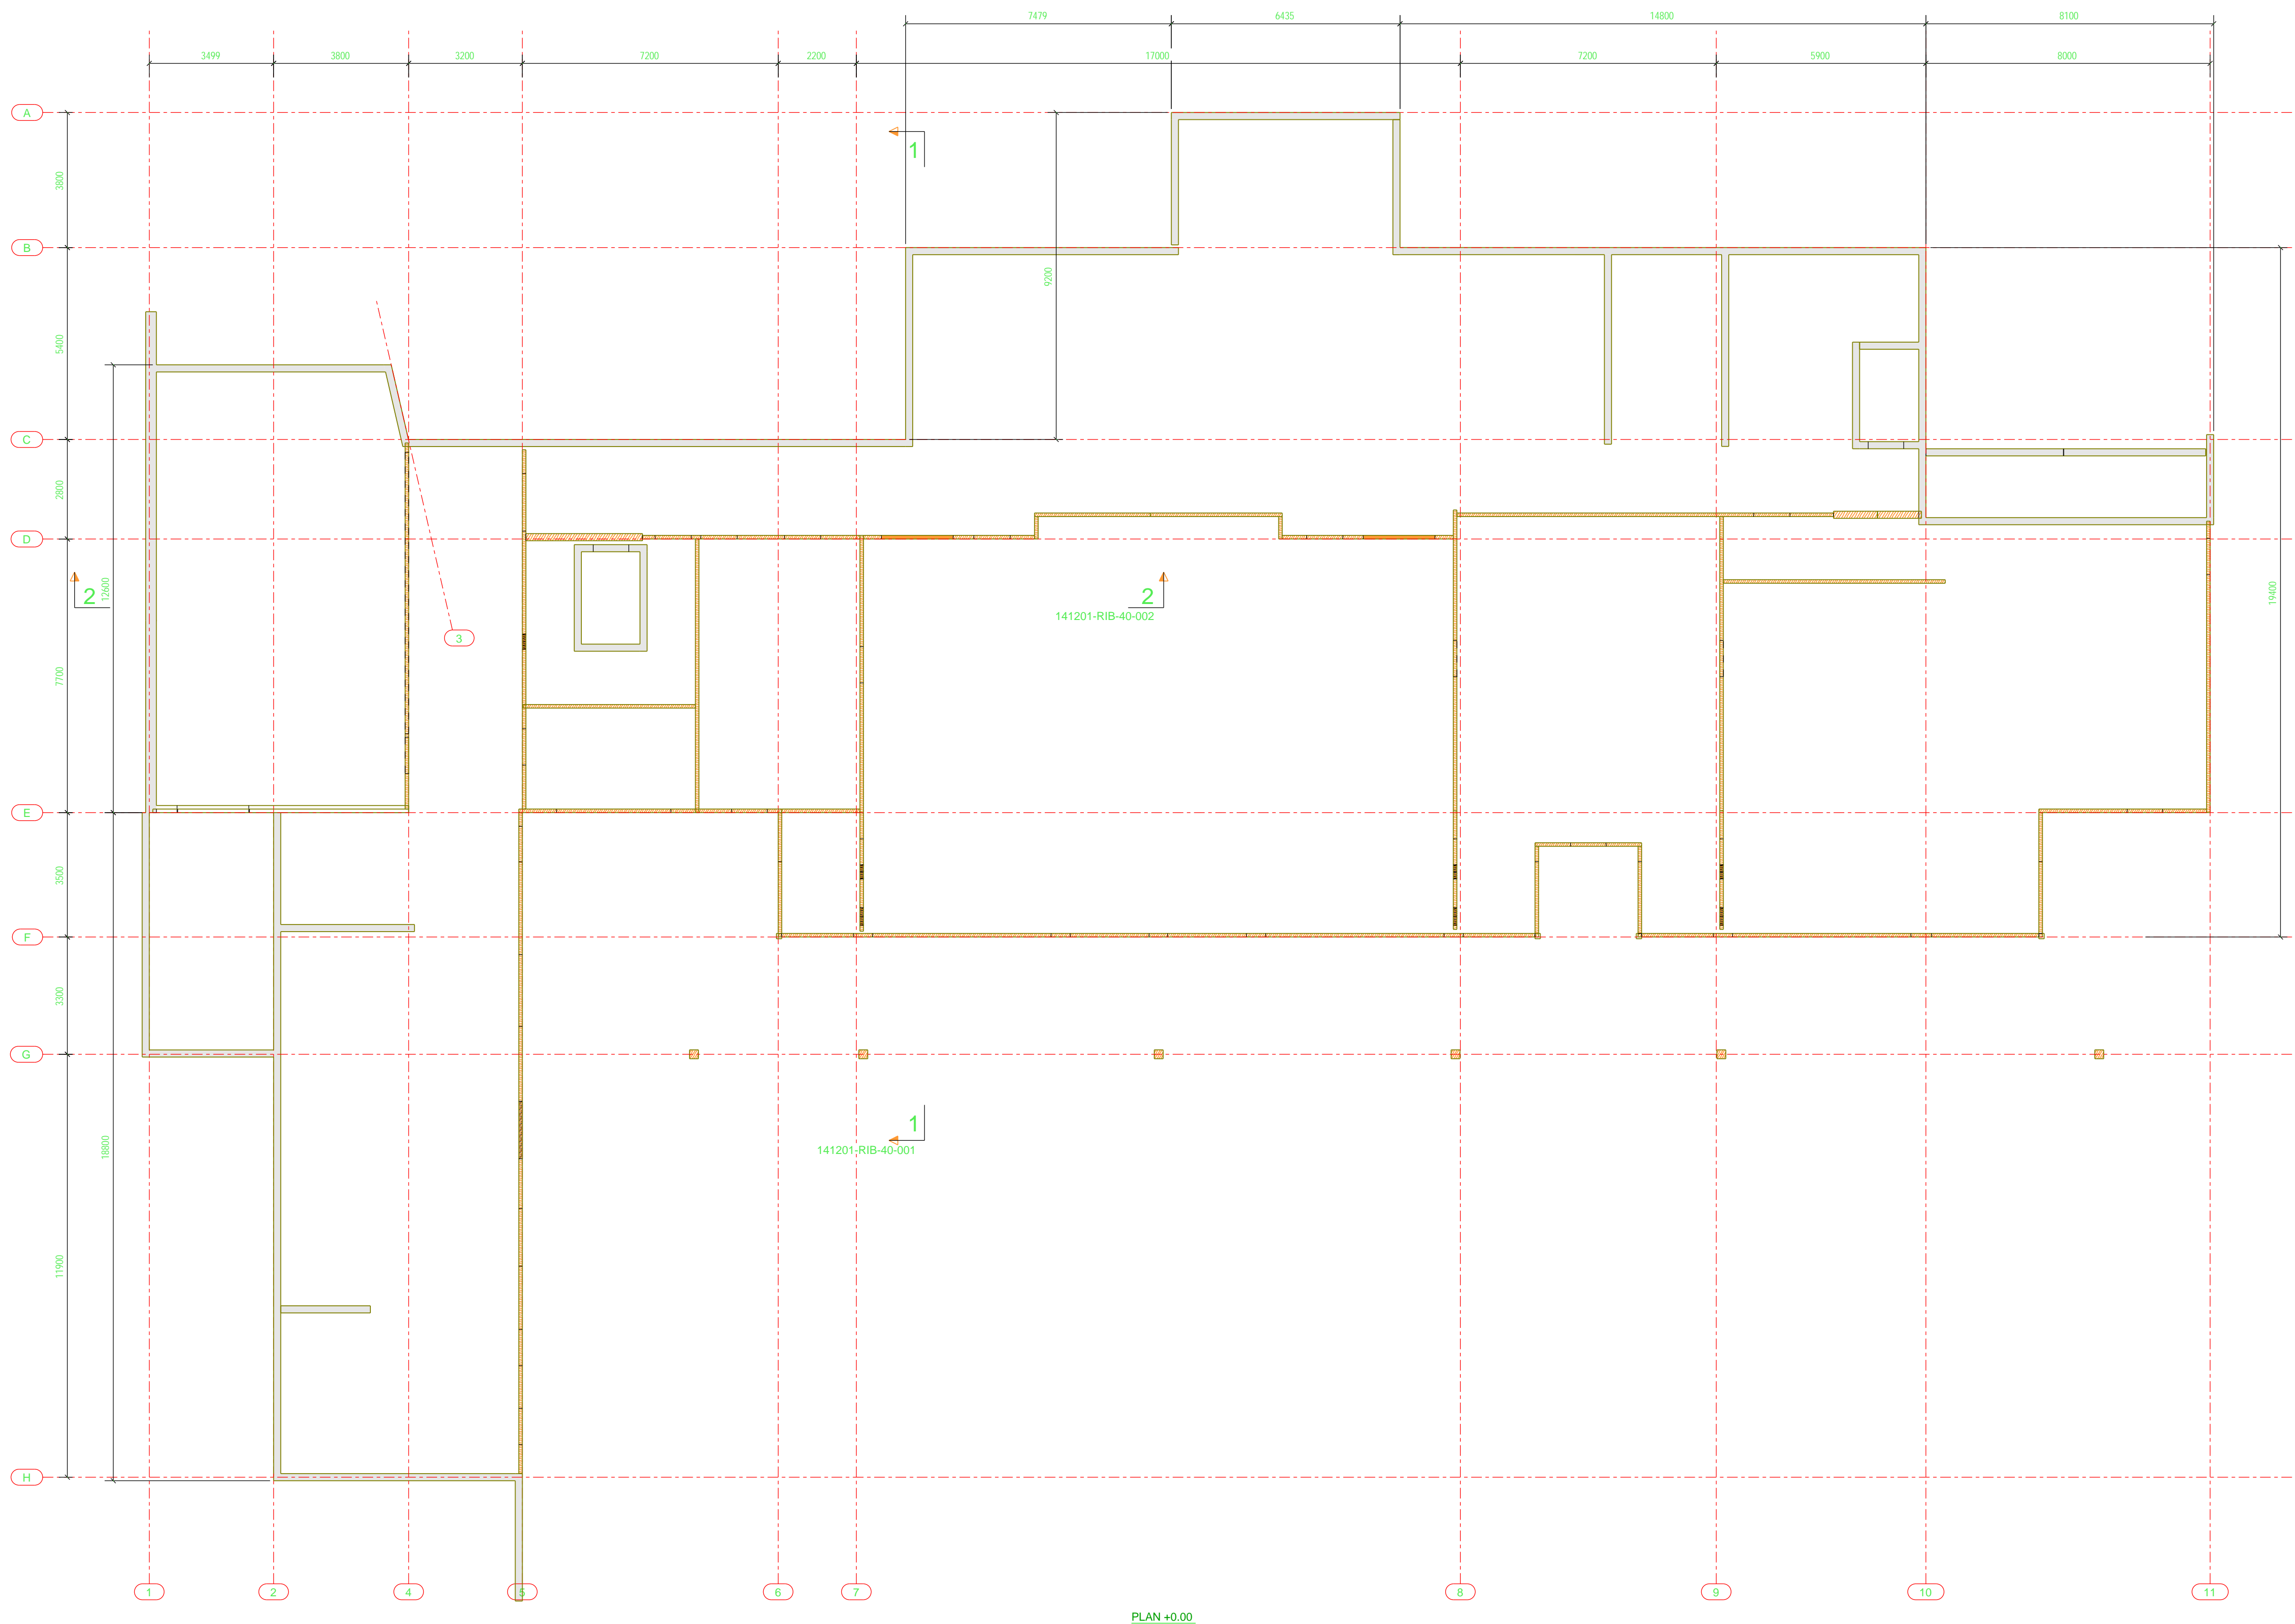 7479 6435 14800 8100
3499 3800 3200 7200 2200 17000 7200 5900 8000
A
1
3800
B
9200
5400
C
2800
D
2 12600
2
141201-RIB-40-002
19400
3
7700
E
3500
F
3300
G
1
141201-RIB-40-001
18800
11900
H
1 2 4 5 6 7 8 9 10 11
PLAN +0.00